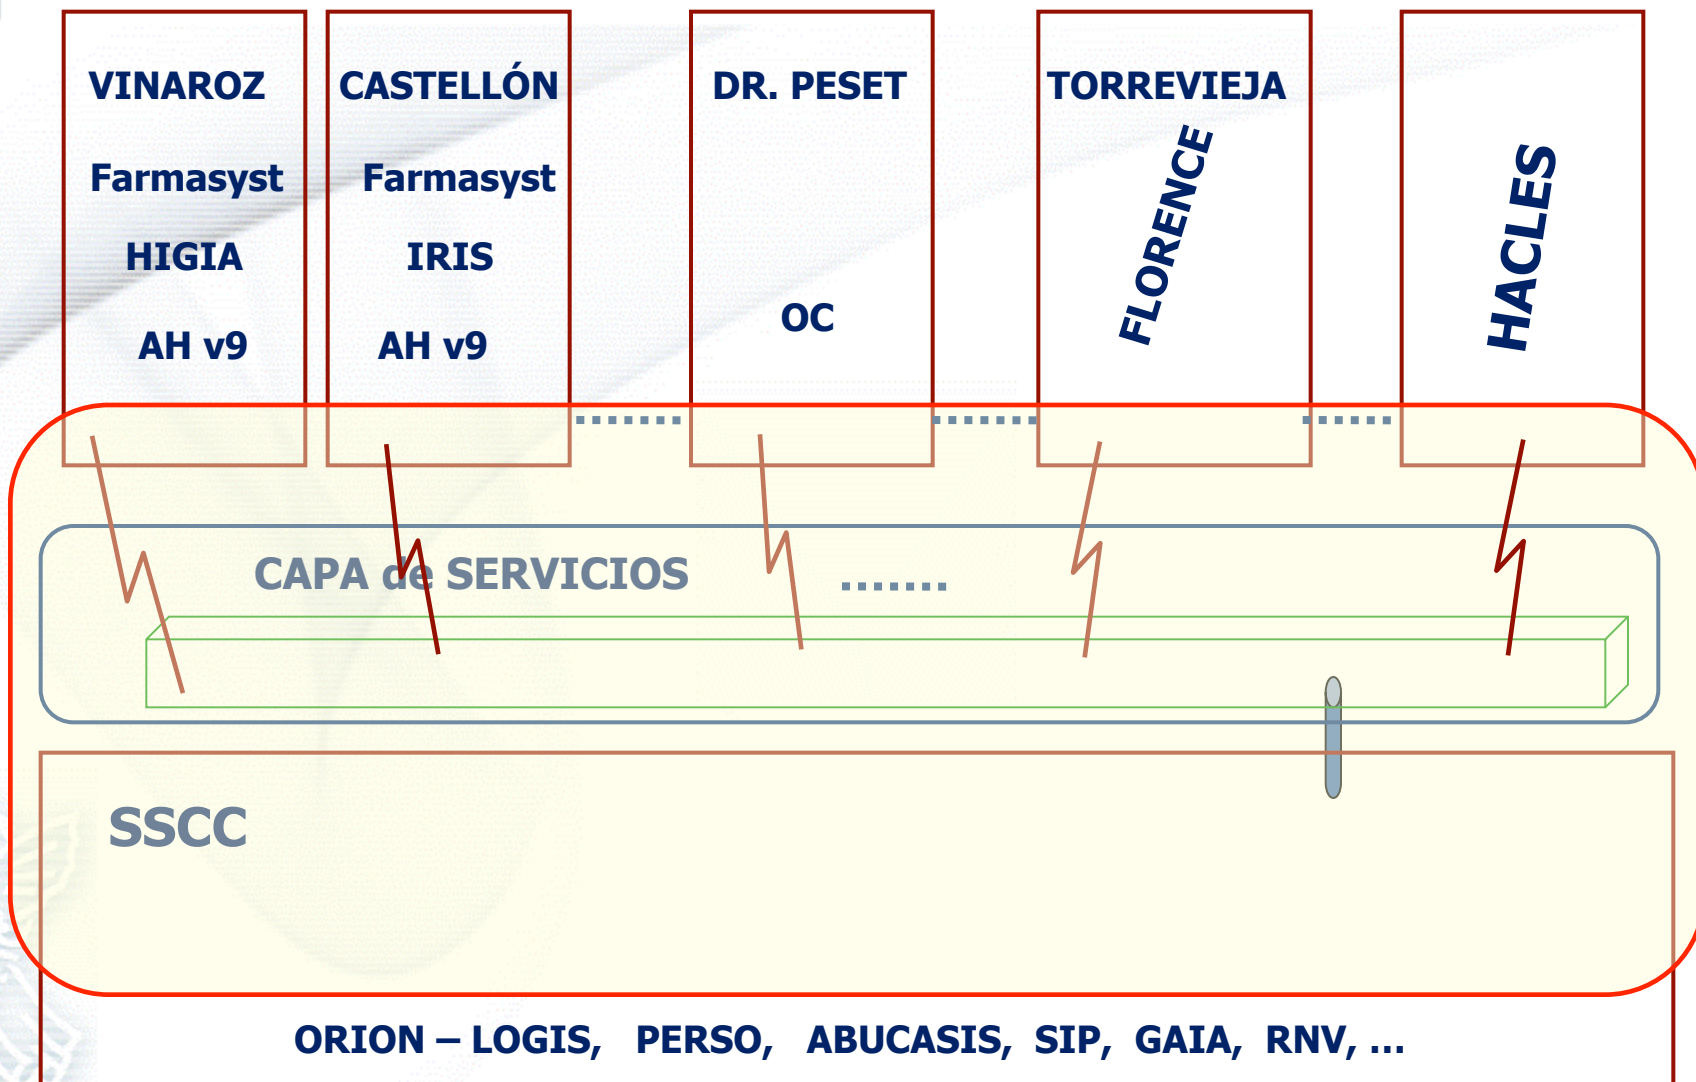 VINAROZ
Farmasyst
HIGIA
AH v9
CASTELLÓN
Farmasyst
IRIS
AH v9
DR. PESET
OC
TORREVIEJA
FLORENCE
HACLES
CAPA de SERVICIOS
SSCC
ORION – LOGIS, PERSO, ABUCASIS, SIP, GAIA, RNV, ...